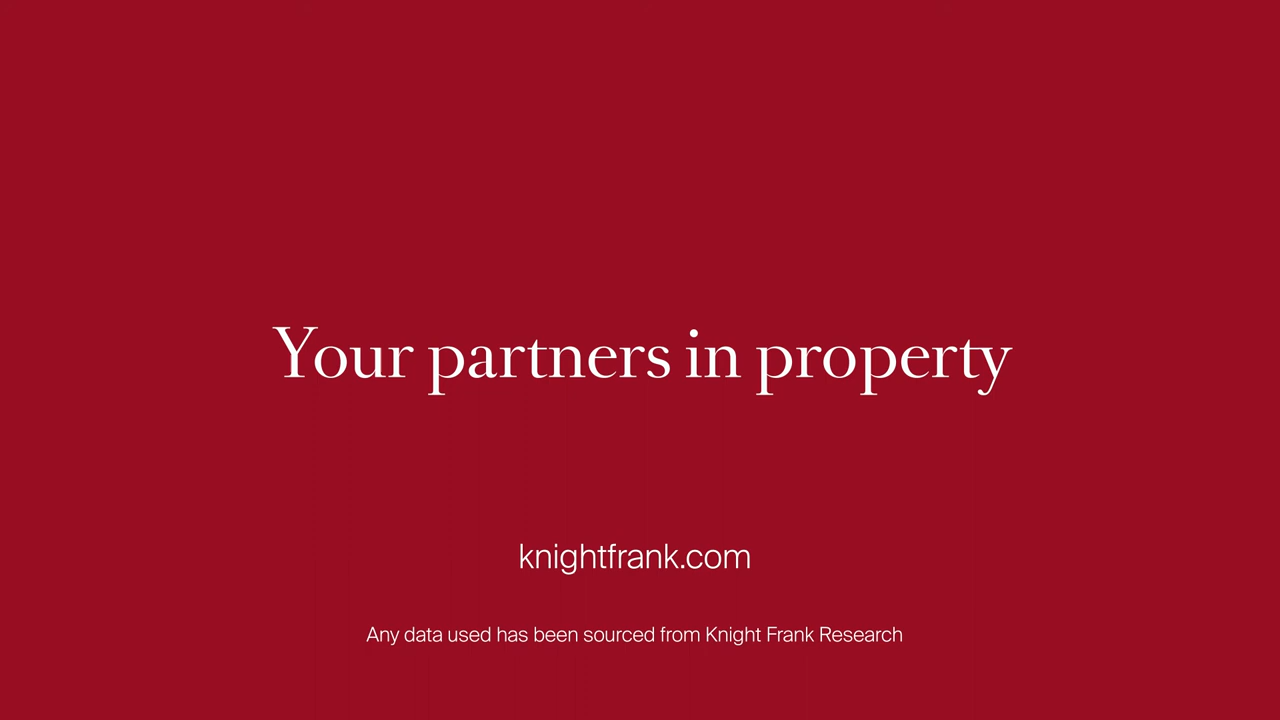 Your partners in property
knightfrank.com
Any data used has been sourced from Knight Frank Research